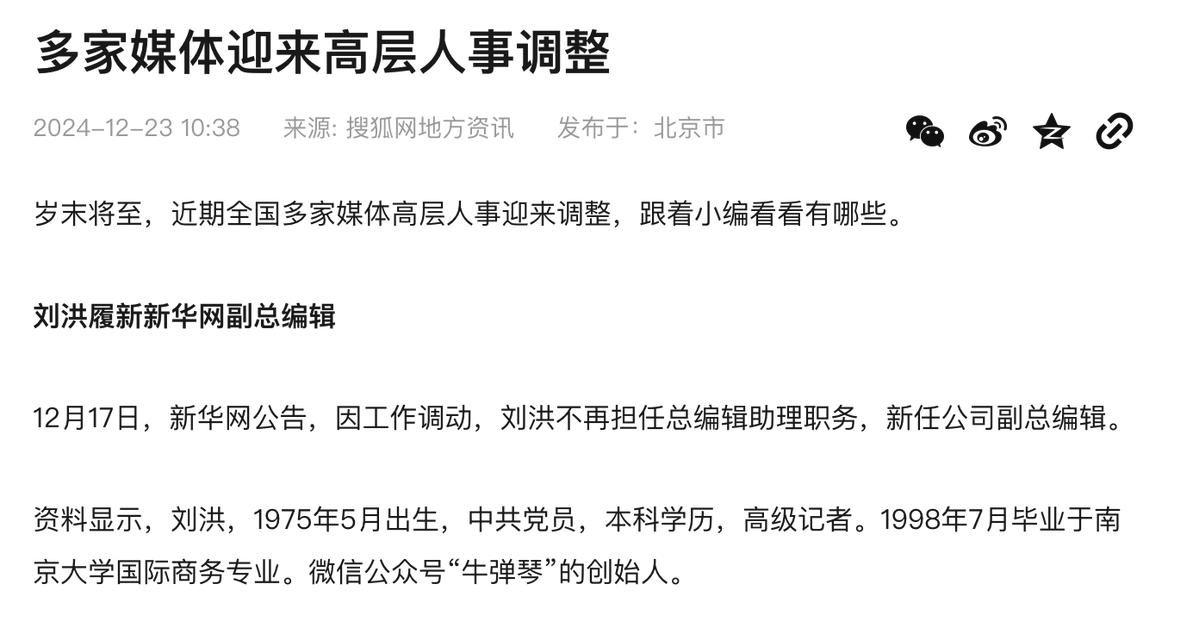 多家媒体迎来高层人事调整
2024-12-23 10:38 来源: 搜狐网地方资讯 发布于：北京市
岁末将至，近期全国多家媒体高层人事迎来调整，跟着小编看看有哪些。
刘洪履新新华网副总编辑
12月17日，新华网公告，因工作调动，刘洪不再担任总编辑助理职务，新任公司副总编辑。
资料显示，刘洪，1975年5月出生，中共党员，本科学历，高级记者。1998年7月毕业于南
京大学国际商务专业。微信公众号“牛弹琴”的创始人。